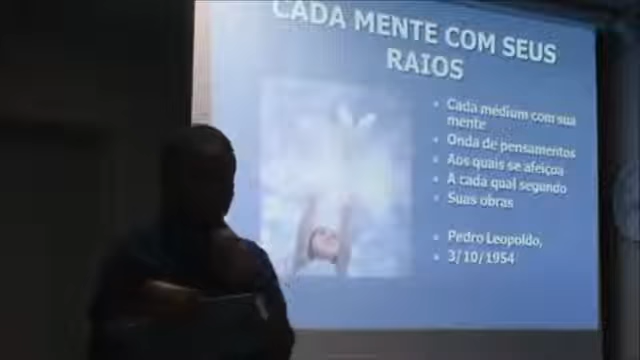 CADA MENTE COM SEUS
RAIOS
• Cada médium com sua
mente
• Onda de pensamentos
• Aos quais se afeiçoa
• A cada qual segundo
• Suas obras
• Pedro Leopoldo,
• 3/10/1954